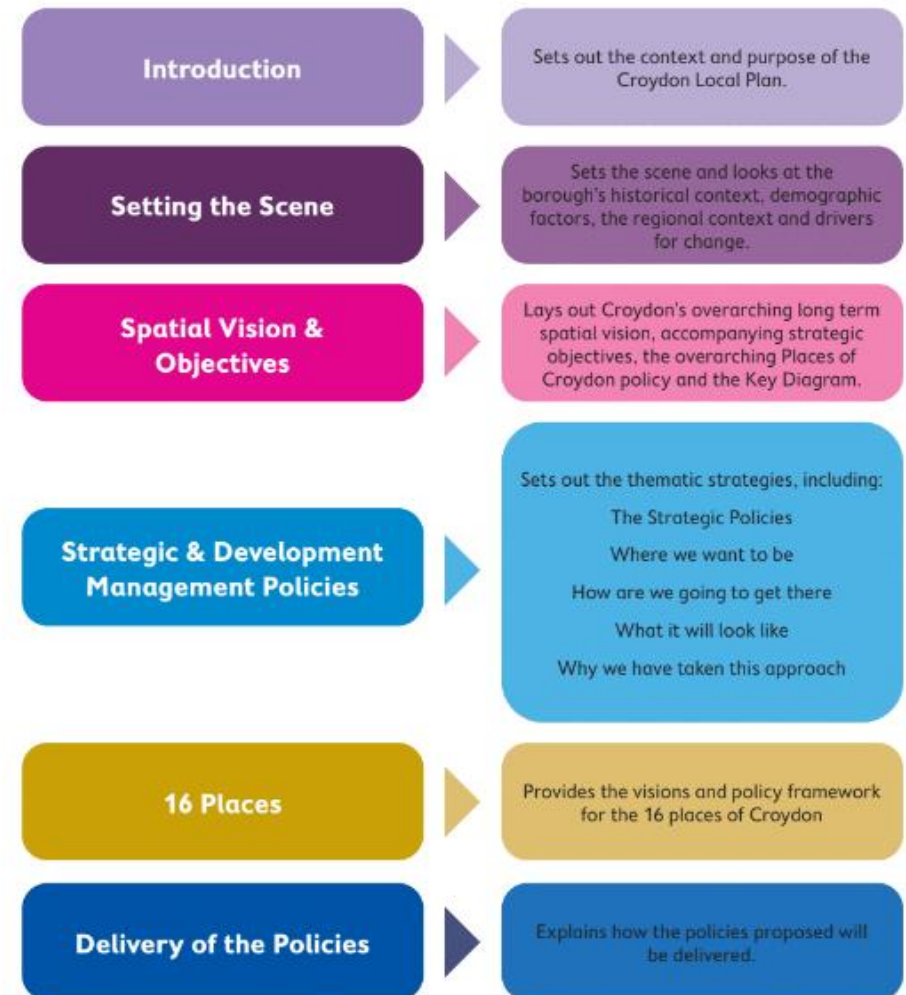 Introduction
Sets out the context and purpose of the
Croydon Local Plan.
Setting the Scene
Sets the scene and looks at the
borough's historical context, demographic
factors, the regional context and drivers
for change.
Spatial Vision &
Objectives
Lays out Croydon's overarching long term
spatial vision, accompanying strategic
objectives, the overarching Places of
Croydon policy and the Key Diagram.
Strategic & Development
Management Policies
Sets out the thematic strategies, including:
The Strategic Policies
Where we want to be
How are we going to get there
What it will look like
Why we have taken this approach
16 Places
Provides the visions and policy framework
for the 16 places of Croydon
Delivery of the Policies
Explains how the policies proposed will
be delivered.